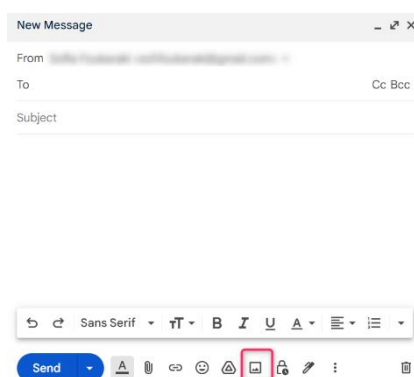 New Message
From
To Cc Bcc
Subject
Sans Serif B I U A
Send A